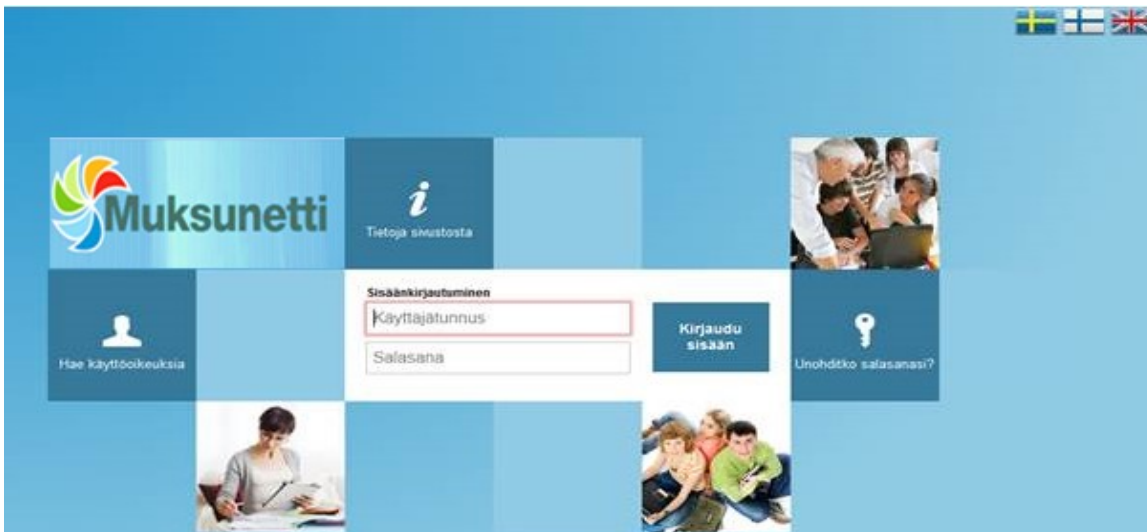 Muksunetti
i
Tietoja sivustosta
Sisäänkirjautuminen
Käyttäjätunnus
Salasana
Kirjaudu
sisään
Hae käyttöoikeuksia
Unohditko salasanasi?